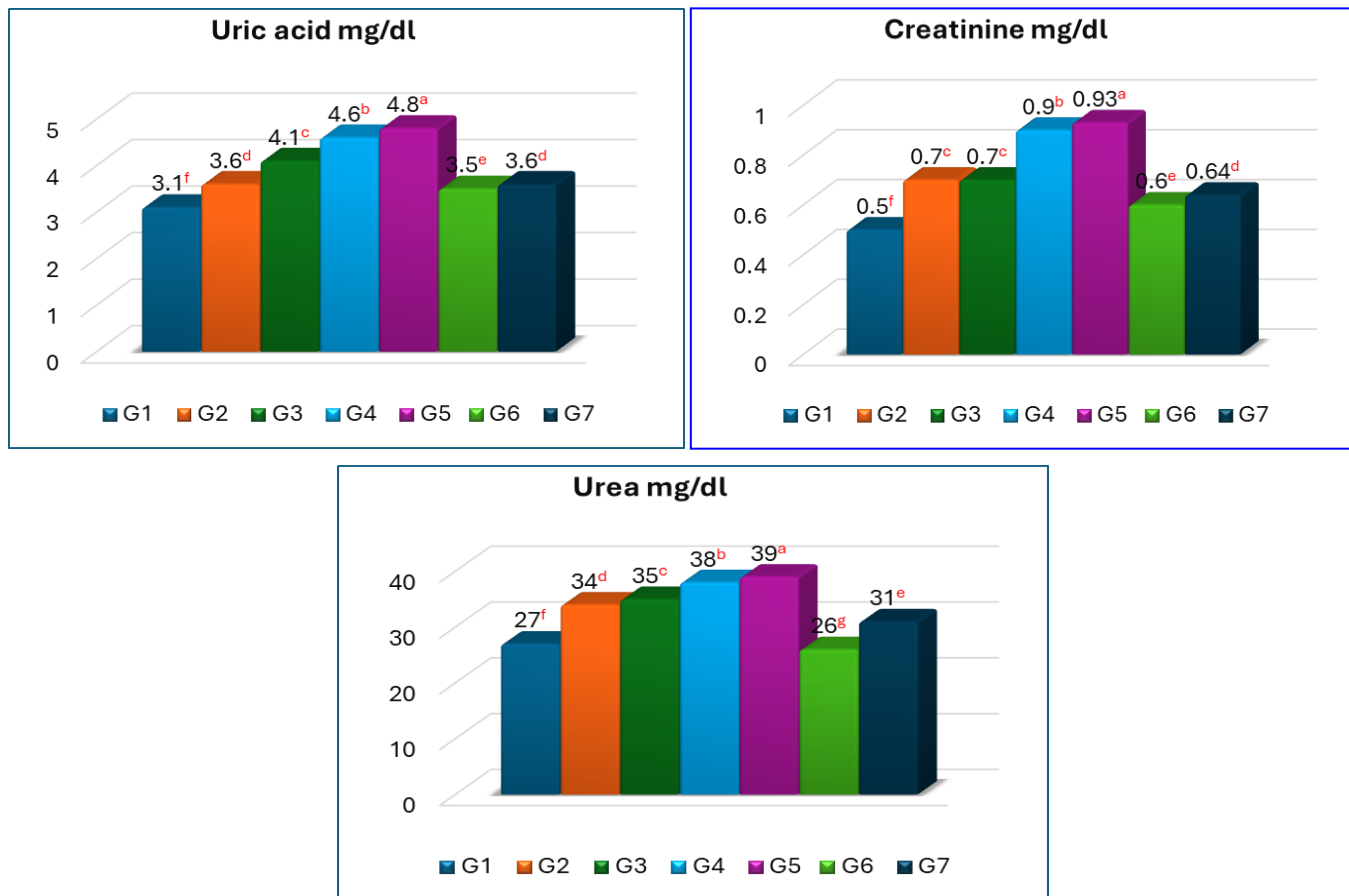 Uric acid mg/dl
4.8ᵃ
4.6ᵇ
4.1ᶜ
3.6ᵈ
3.5ᵉ
3.6ᵈ
3.1ᶠ
5
4
3
2
1
0
G1 G2 G3 G4 G5 G6 G7
Creatinine mg/dl
0.93ᵃ
0.9ᵇ
0.7ᶜ
0.7ᶜ
0.6ᵉ
0.64ᵈ
0.5ᶠ
1
0.8
0.6
0.4
0.2
0
G1 G2 G3 G4 G5 G6 G7
Urea mg/dl
39ᵃ
38ᵇ
35ᶜ
34ᵈ
31ᵉ
27ᶠ
26ᵍ
40
30
20
10
0
G1 G2 G3 G4 G5 G6 G7